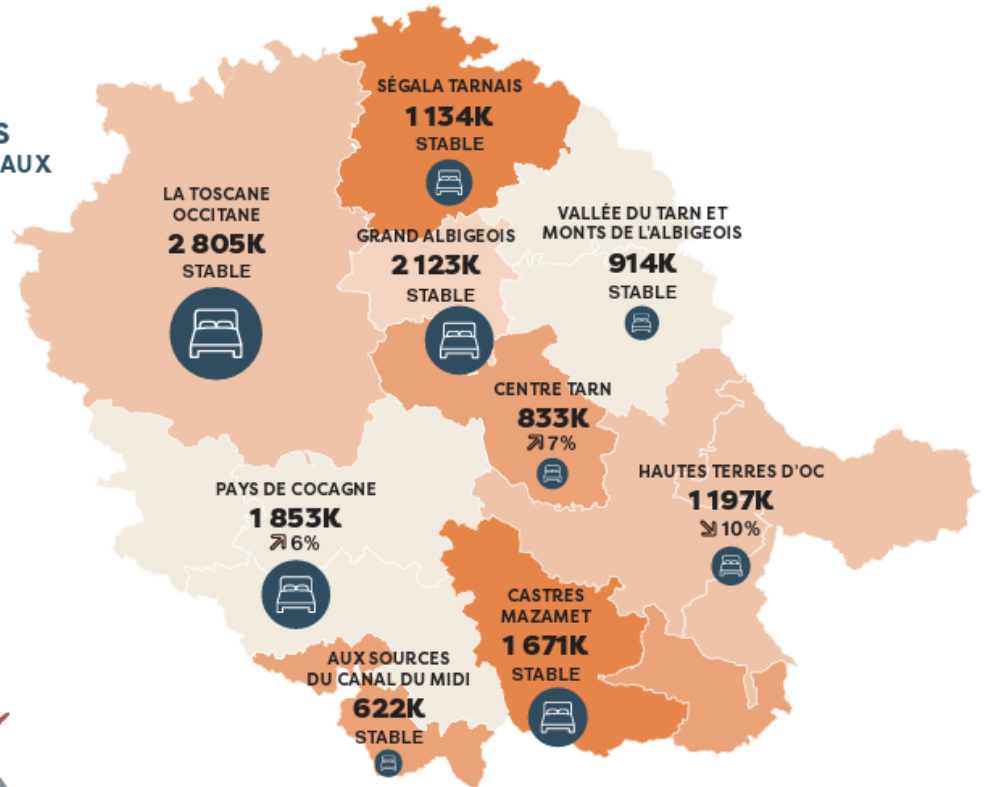 S
AUX
SÉGALA TARNAIS
1 134K
STABLE
LA TOSCANE
OCCITANE
2 805K
STABLE
GRAND ALBIGEOIS
2 123K
STABLE
VALLÉE DU TARN ET
MONTS DE L'ALBIGEOIS
914K
STABLE
CENTRE TARN
833K
7%
HAUTES TERRES D'OC
1 197K
10%
PAYS DE COCAGNE
1 853K
6%
CASTRES
MAZAMET
1 671K
STABLE
AUX SOURCES
DU CANAL DU MIDI
622K
STABLE